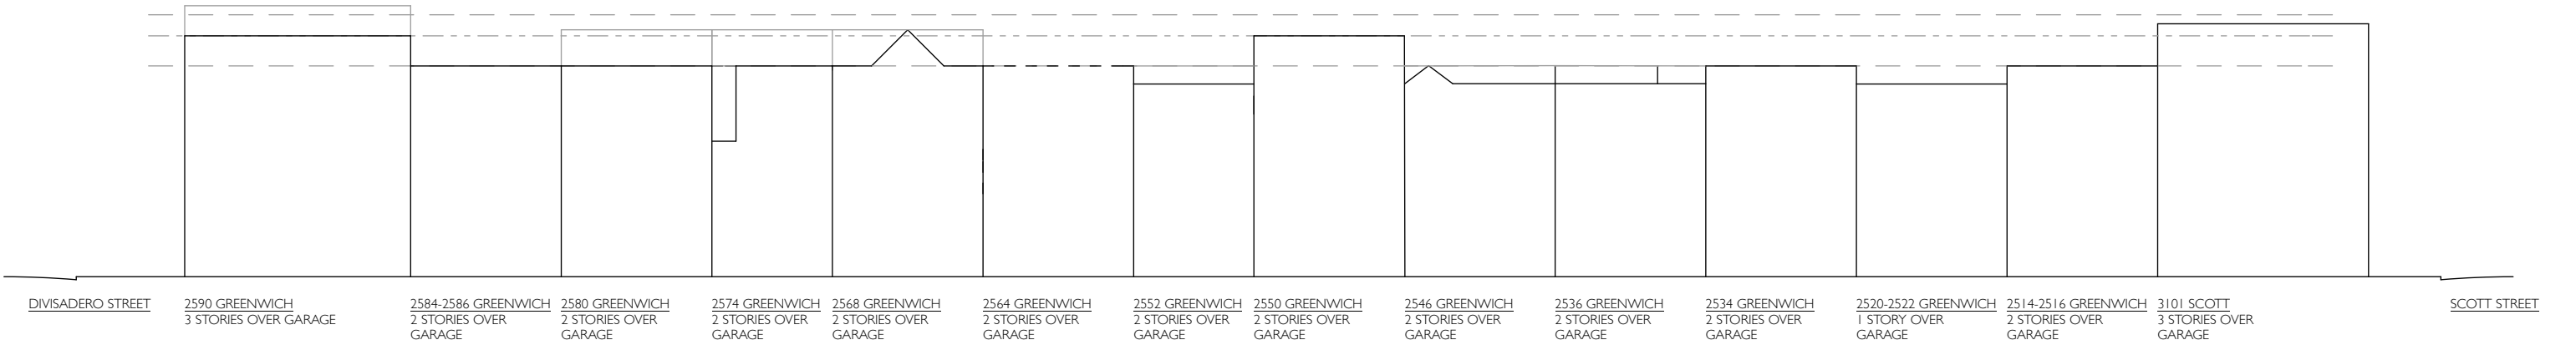 DIVISADERO STREET
2590 GREENWICH
3 STORIES OVER GARAGE
2584-2586 GREENWICH
2 STORIES OVER
GARAGE
2580 GREENWICH
2 STORIES OVER
GARAGE
2574 GREENWICH
2 STORIES OVER
GARAGE
2568 GREENWICH
2 STORIES OVER
GARAGE
2564 GREENWICH
2 STORIES OVER
GARAGE
2552 GREENWICH
2 STORIES OVER
GARAGE
2550 GREENWICH
2 STORIES OVER
GARAGE
2546 GREENWICH
2 STORIES OVER
GARAGE
2536 GREENWICH
2 STORIES OVER
GARAGE
2534 GREENWICH
2 STORIES OVER
GARAGE
2520-2522 GREENWICH
1 STORY OVER
GARAGE
2514-2516 GREENWICH
2 STORIES OVER
GARAGE
3101 SCOTT
3 STORIES OVER
GARAGE
SCOTT STREET